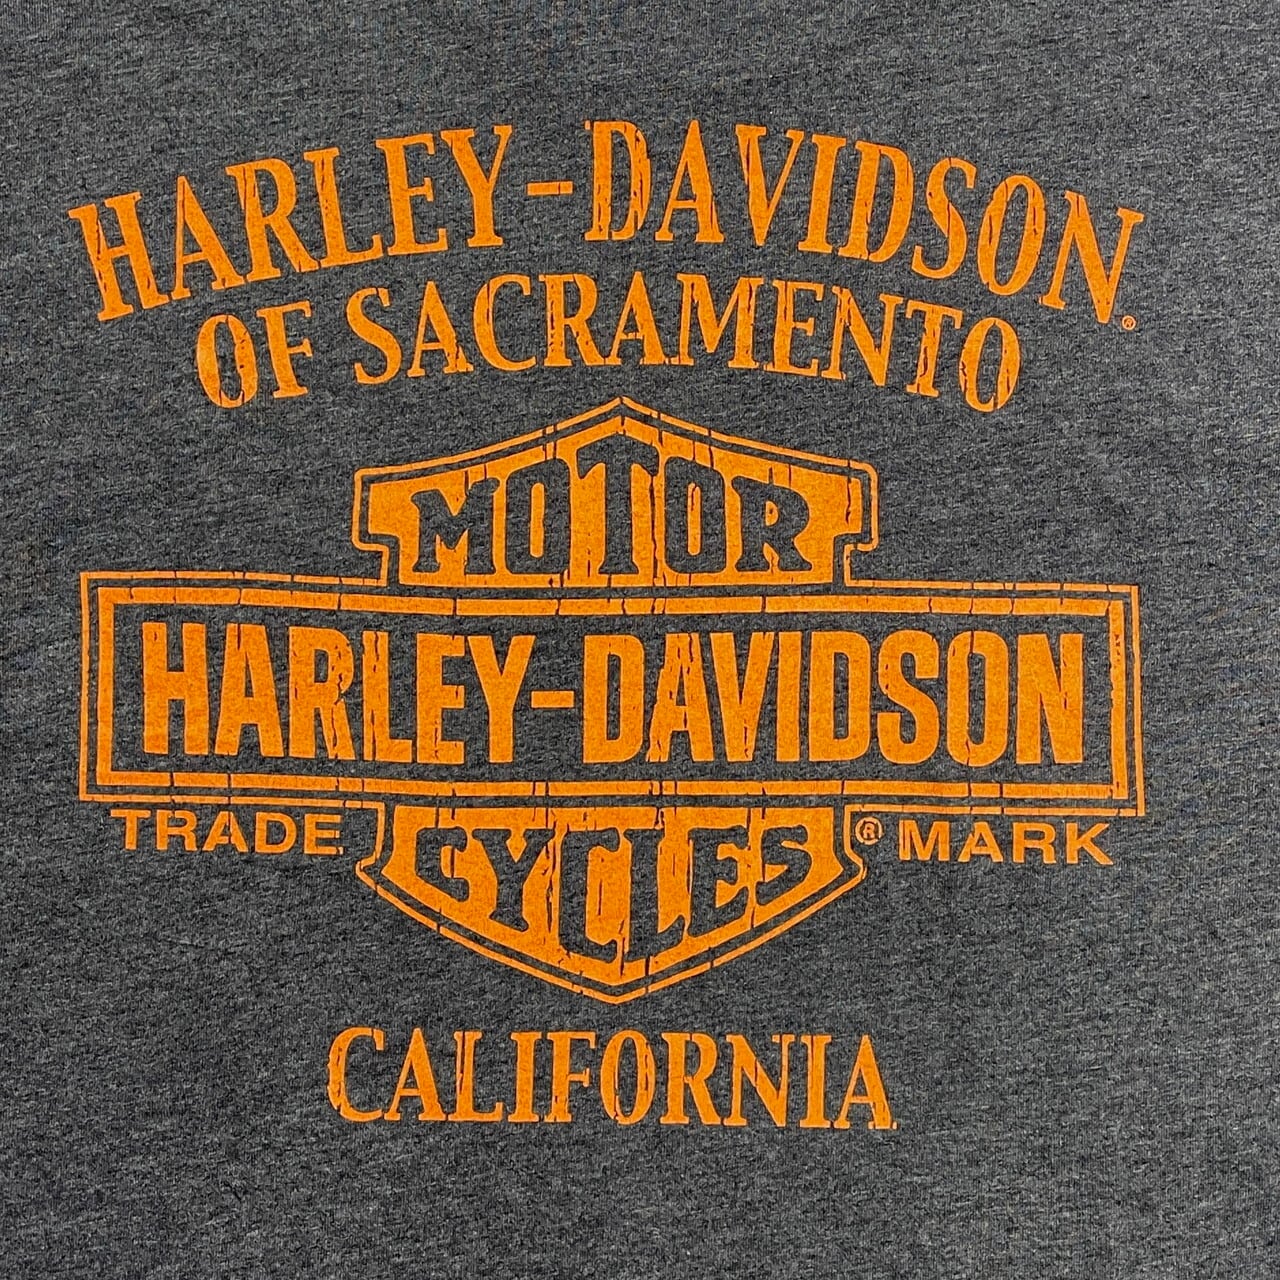 HARLEY-DAVIDSON®
OF SACRAMENTO
MOTOR
HARLEY-DAVIDSON
TRADE ® MARK
CYCLES
CALIFORNIA